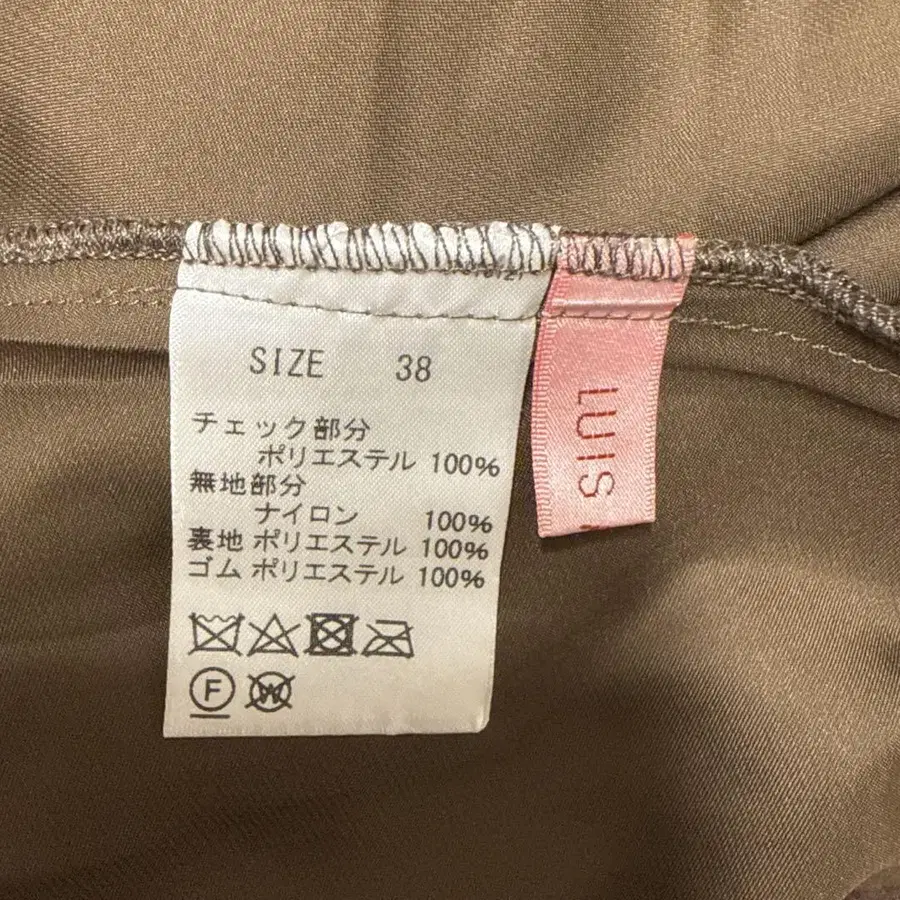 SIZE 38
チェック部分
ポリエステル 100%
無地部分
ナイロン 100%
裏地 ポリエステル 100%
ゴム ポリエステル 100%
F
W
LUIS